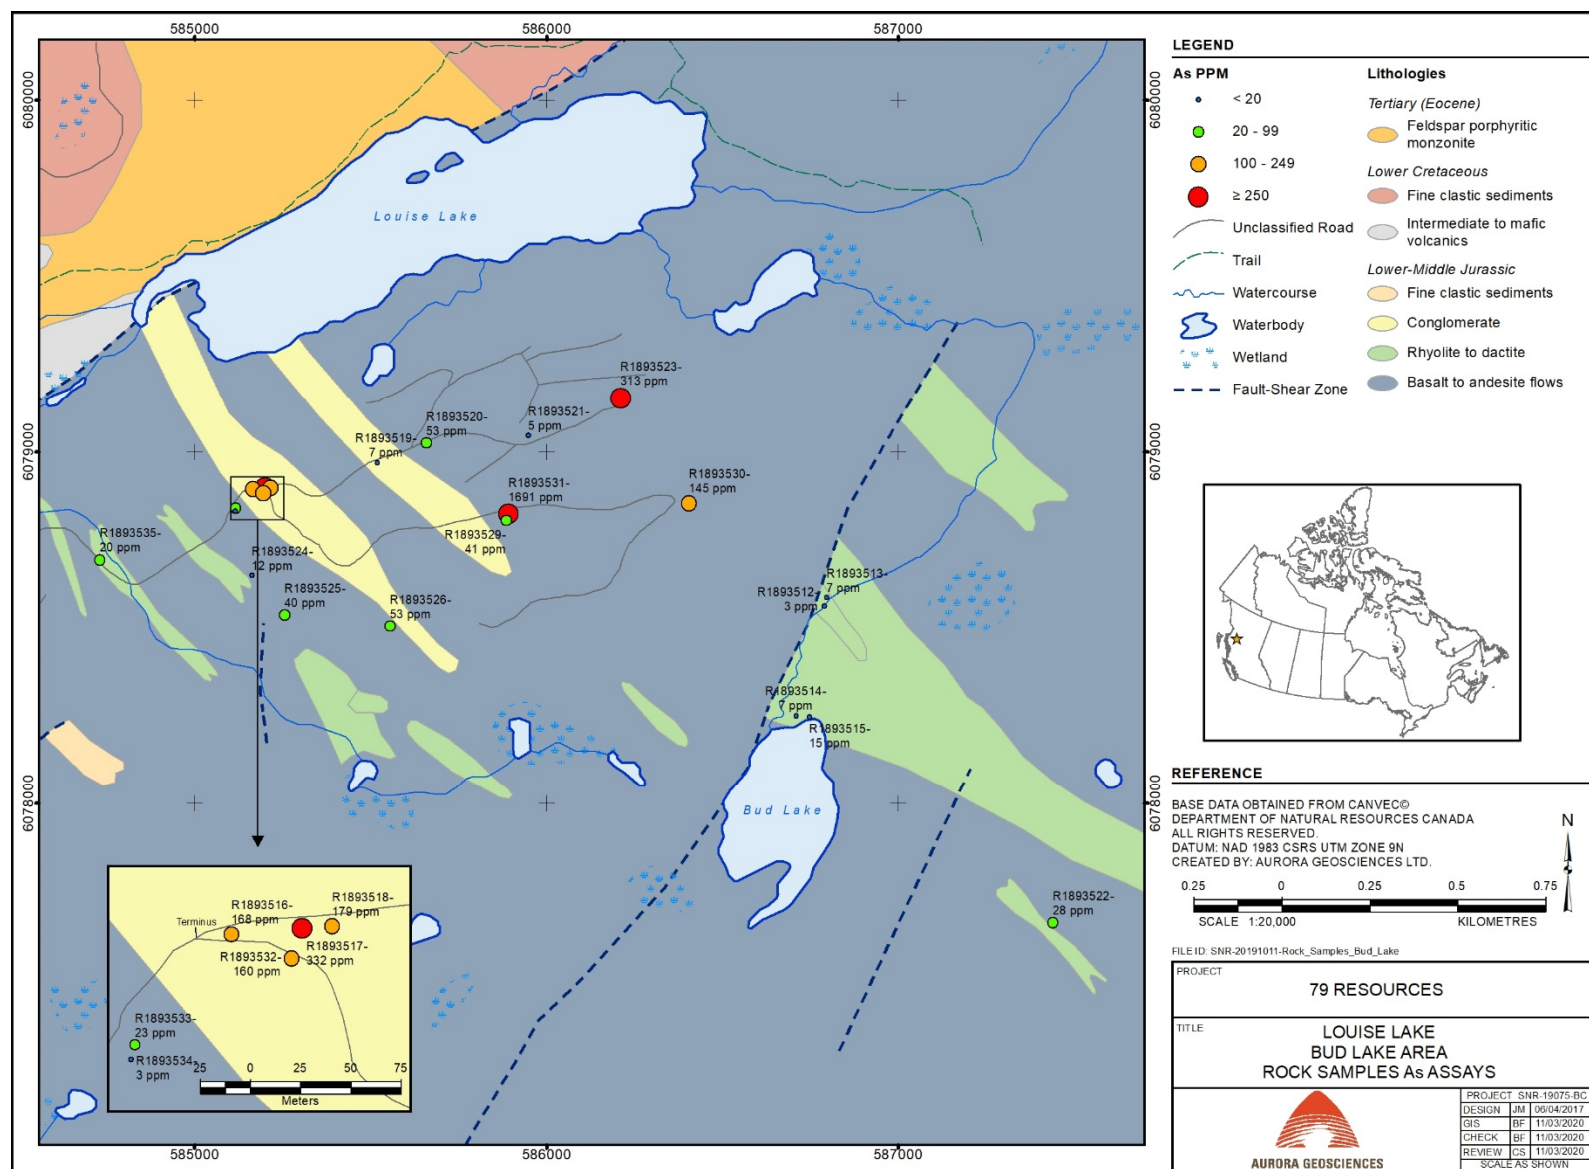 585000
586000
587000
6080000
6079000
6078000
6080000
6079000
6078000
Louise Lake
R1893523-
313 ppm
R1893520-
53 ppm
R1893521-
5 ppm
R1893519-
7 ppm
R1893531-
1691 ppm
R1893530-
145 ppm
R1893529-
41 ppm
R1893535-
20 ppm
R1893524-
12 ppm
R1893525-
40 ppm
R1893526-
53 ppm
R1893513-
7 ppm
R1893512-
3 ppm
R1893514-
7 ppm
R1893515-
15 ppm
Bud Lake
R1893522-
28 ppm
R1893516-
168 ppm
R1893518-
179 ppm
Terminus
R1893532-
160 ppm
R1893517-
332 ppm
R1893533-
23 ppm
R1893534-
3 ppm
25 0 25 50 75
Meters
585000
586000
587000
LEGEND
As PPM
< 20
20 - 99
100 - 249
≥ 250
Unclassified Road
Trail
Watercourse
Waterbody
Wetland
Fault-Shear Zone
Lithologies
Tertiary (Eocene)
Feldspar porphyritic
monzonite
Lower Cretaceous
Fine clastic sediments
Intermediate to mafic
volcanics
Lower-Middle Jurassic
Fine clastic sediments
Conglomerate
Rhyolite to dactite
Basalt to andesite flows
REFERENCE
BASE DATA OBTAINED FROM CANVEC©
DEPARTMENT OF NATURAL RESOURCES CANADA
ALL RIGHTS RESERVED.
DATUM: NAD 1983 CSRS UTM ZONE 9N
CREATED BY: AURORA GEOSCIENCES LTD.
N
0.25 0 0.25 0.5 0.75
SCALE 1:20,000 KILOMETRES
FILE ID: SNR-20191011-Rock_Samples_Bud_Lake
PROJECT
79 RESOURCES
TITLE
LOUISE LAKE
BUD LAKE AREA
ROCK SAMPLES As ASSAYS
AURORA GEOSCIENCES
PROJECT SNR-19075-BC
DESIGN JM 06/04/2017
GIS BF 11/03/2020
CHECK BF 11/03/2020
REVIEW CS 11/03/2020
SCALE AS SHOWN